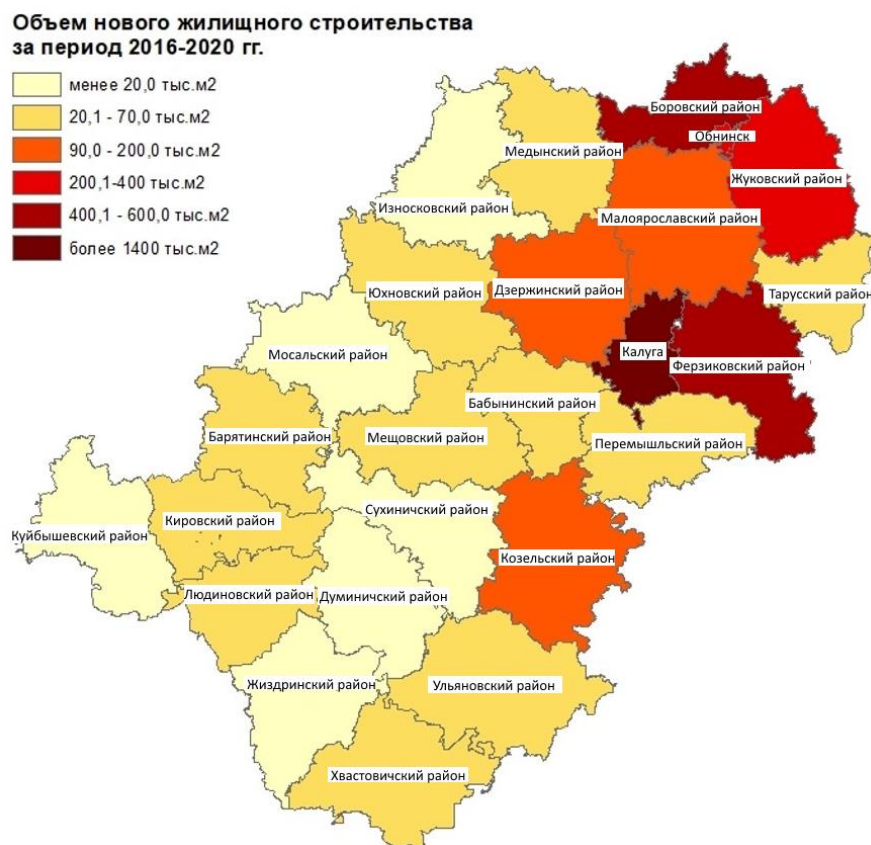 Объем нового жилищного строительства
за период 2016-2020 гг.
менее 20,0 тыс.м2
20,1 - 70,0 тыс.м2
90,0 - 200,0 тыс.м2
200,1-400 тыс.м2
400,1 - 600,0 тыс.м2
более 1400 тыс.м2
Боровский район
Обнинск
Медынский район
Жуковский район
Износковский район
Малоярославский район
Юхновский район
Дзержинский район
Тарусский район
Мосальский район
Калуга
Ферзиковский район
Бабынинский район
Барятинский район
Мещовский район
Перемышльский район
Сухиничский район
Кировский район
Куйбышевский район
Козельский район
Людиновский район
Думиничский район
Жиздринский район
Ульяновский район
Хвастовичский район